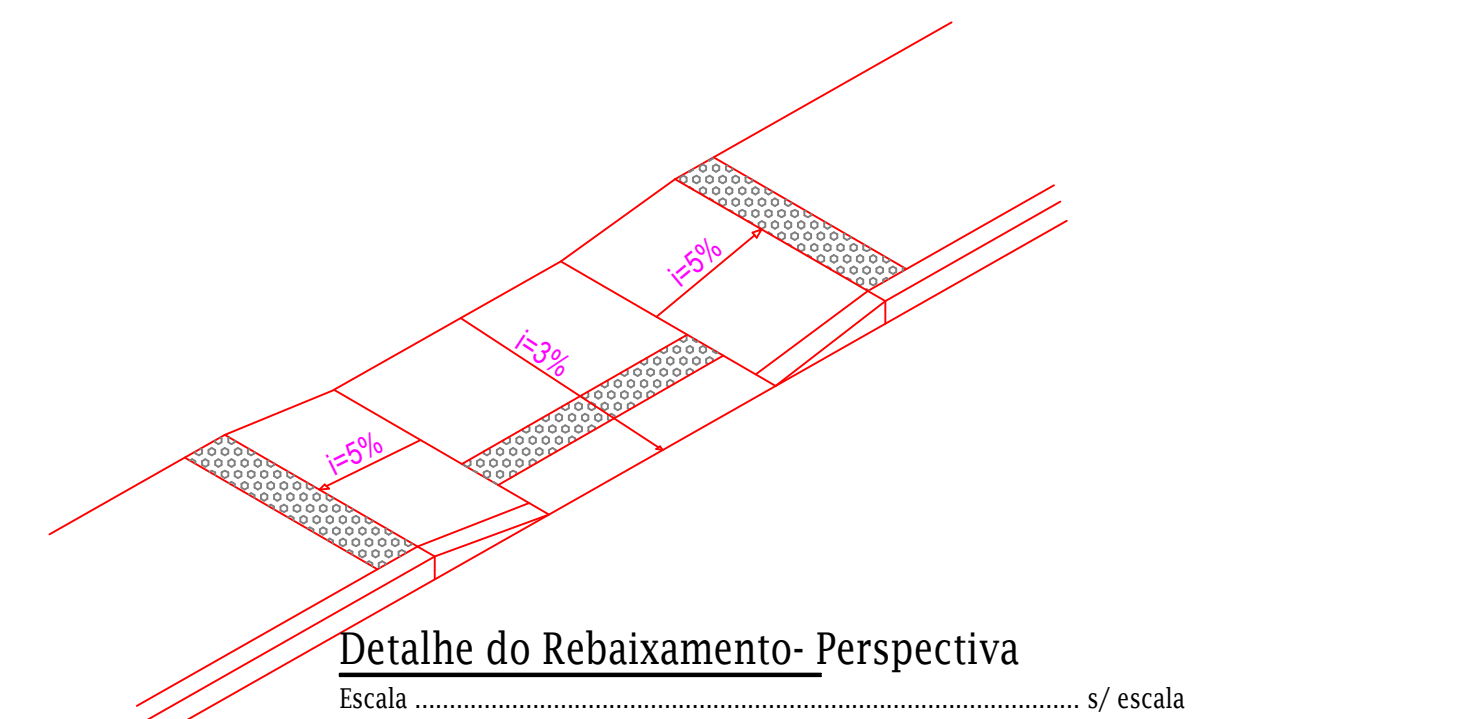 i=5%
i=3%
i=5%
Detalhe do Rebaixamento- Perspectiva
Escala ................................................................................................ s/ escala